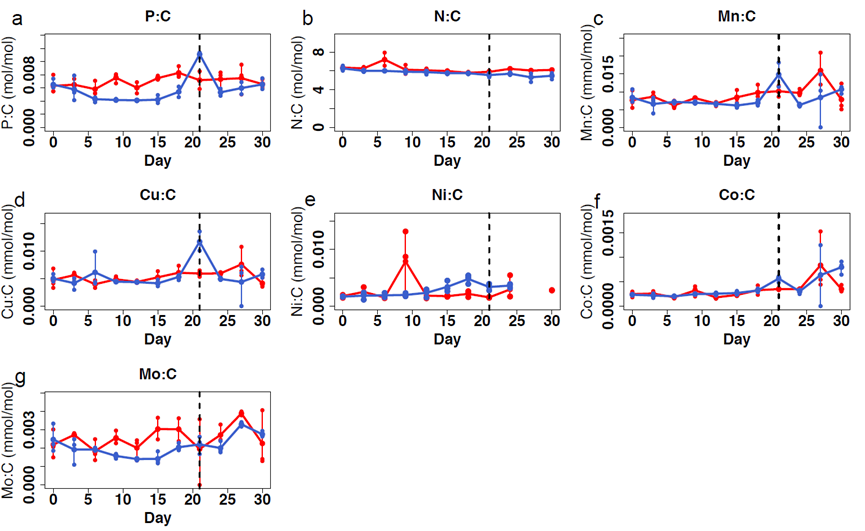 a
P:C
P:C (mol/mol)
0.000
0.008
0 5 10 15 20 25 30
Day
b
N:C
N:C (mol/mol)
0
4
8
0 5 10 15 20 25 30
Day
c
Mn:C
Mn:C (mmol/mol)
0.000
0.015
0 5 10 15 20 25 30
Day
d
Cu:C
Cu:C (mmol/mol)
0.000
0.010
0 5 10 15 20 25 30
Day
e
Ni:C
Ni:C (mmol/mol)
0.000
0.010
0 5 10 15 20 25 30
Day
f
Co:C
Co:C (mmol/mol)
0.0000
0.0015
0 5 10 15 20 25 30
Day
g
Mo:C
Mo:C (mmol/mol)
0.000
0.003
0 5 10 15 20 25 30
Day